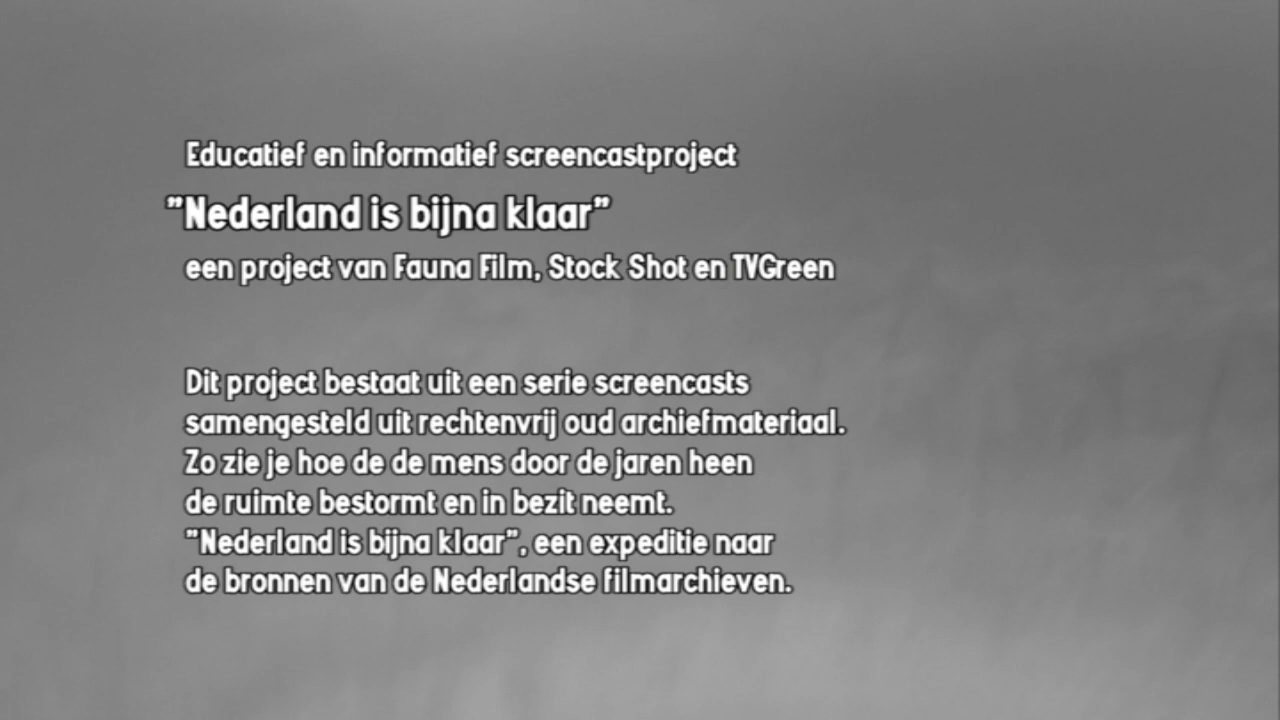 Educatief en informatief screencastproject
"Nederland is bijna klaar"
een project van Fauna Film, Stock Shot en TVGreen
Dit project bestaat uit een serie screencasts
samengesteld uit rechtenvrij oud archiefmateriaal.
Zo zie je hoe de de mens door de jaren heen
de ruimte bestormt en in bezit neemt.
"Nederland is bijna klaar", een expeditie naar
de bronnen van de Nederlandse filmarchieven.